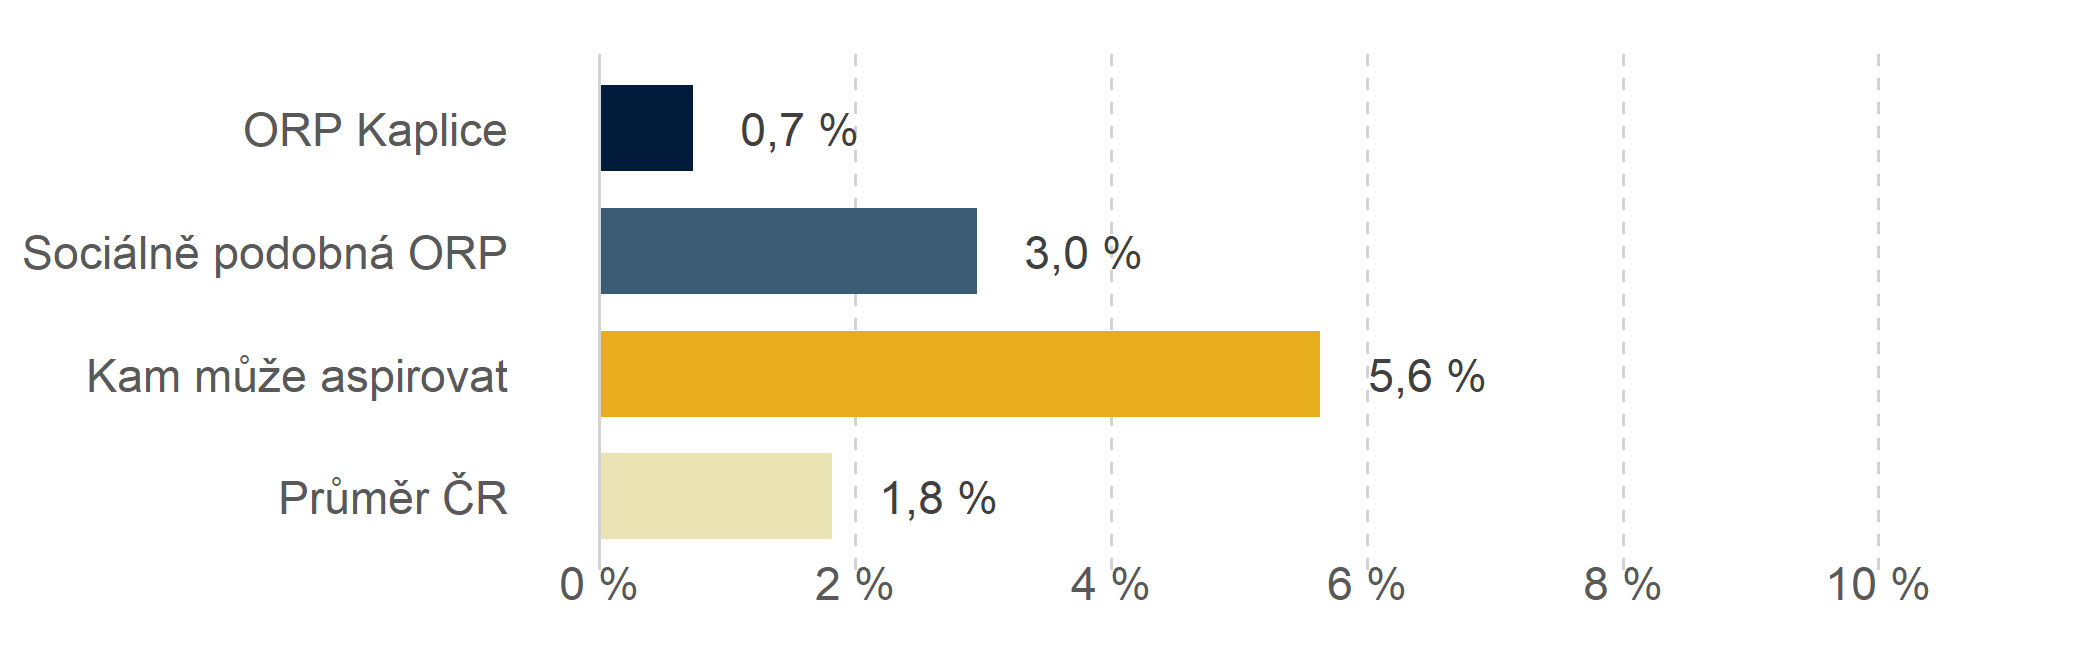 ORP Kaplice
0,7 %
Sociálně podobná ORP
3,0 %
Kam může aspirovat
5,6 %
Průměr ČR
1,8 %
0 %
2 %
4 %
6 %
8 %
10 %